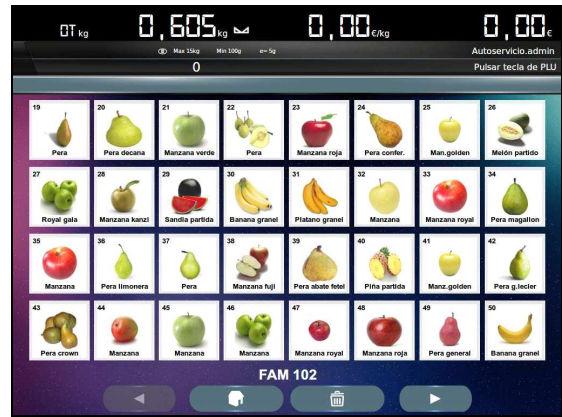 0T kg 0,605 kg 0,00 €/kg 0,00 €
Max 15kg Min 100g e= 5g Autoservicio.admin
0 Pulsar tecla de PLU
19 20 21 22 23 24 25 26
Pera Pera decana Manzana verde Pera Manzana roja Pera confer. Man.golden Melón partido
27 28 29 30 31 32 33 34
Royal gala Manzana kanzi Sandia partida Banana granel Platano granel Manzana Manzana royal Pera magallon
35 36 37 38 39 40 41 42
Manzana Pera limonera Pera Manzana fuji Pera abate fetel Piña partida Manz.golden Pera g.lecler
43 44 45 46 47 48 49 50
Pera crown Manzana Manzana Manzana Manzana royal Manzana roja Pera general Banana granel
FAM 102